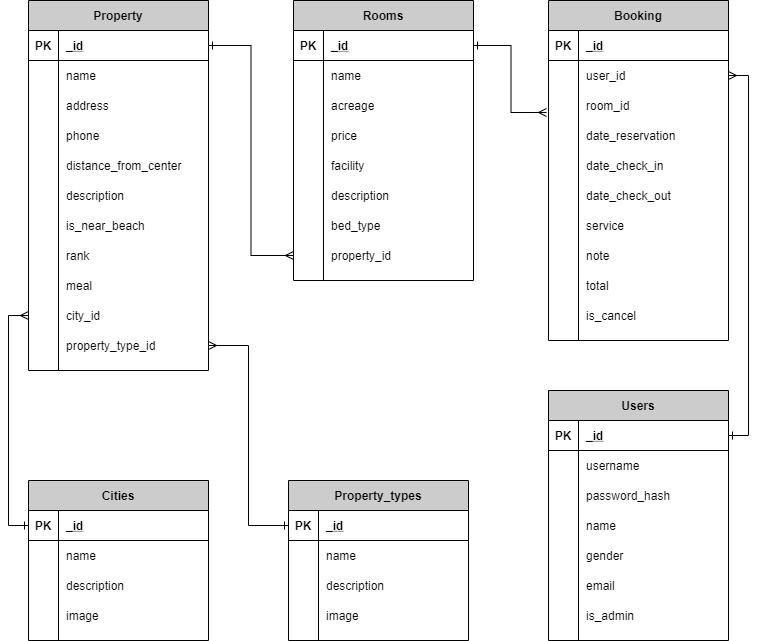 Property
PK _id
name
address
phone
distance_from_center
description
is_near_beach
rank
meal
city_id
property_type_id
Rooms
PK _id
name
acreage
price
facility
description
bed_type
property_id
Booking
PK _id
user_id
room_id
date_reservation
date_check_in
date_check_out
service
note
total
is_cancel
Cities
PK _id
name
description
image
Property_types
PK _id
name
description
image
Users
PK _id
username
password_hash
name
gender
email
is_admin